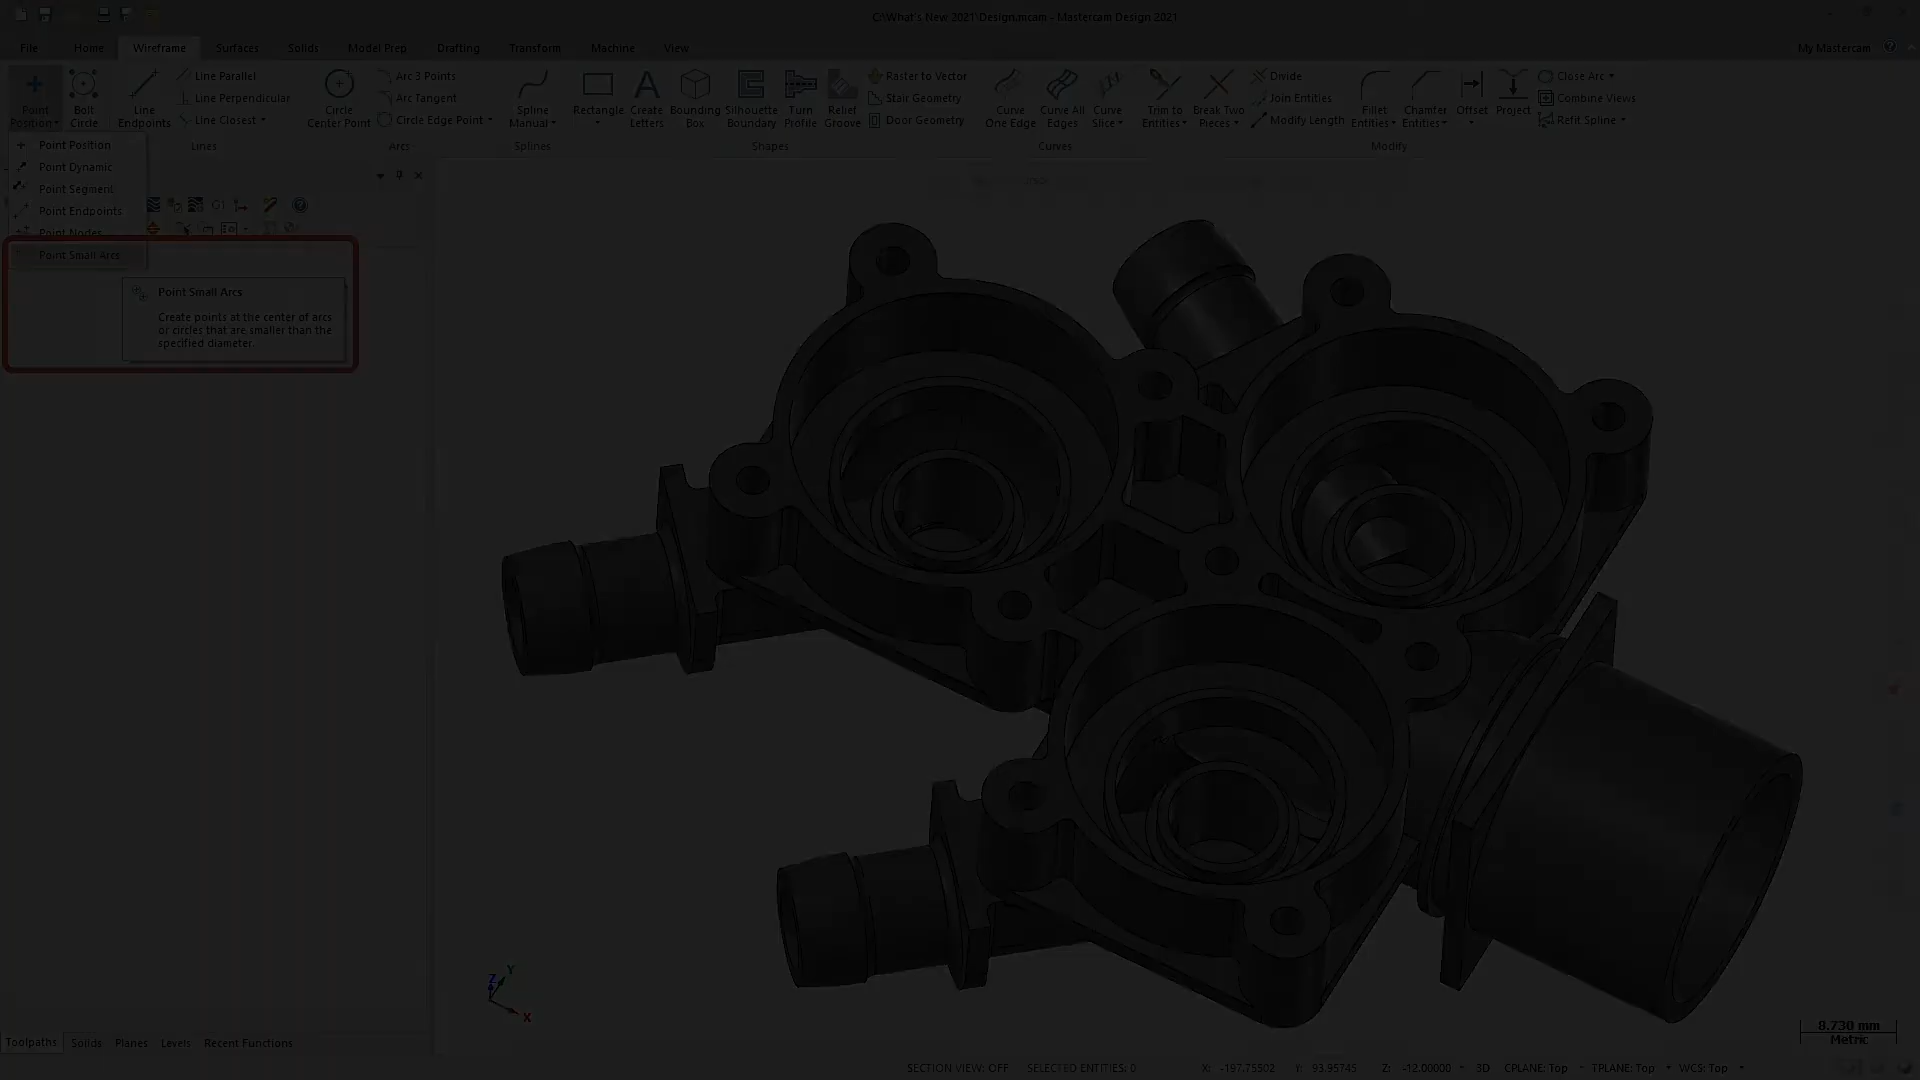 C:\What's New 2021\Design.mcam - Mastercam Design 2021
File Home Wireframe Surfaces Solids Model Prep Drafting Transform Machine View My Mastercam
Point Position
Bolt Circle
Line Endpoints
Line Parallel
Line Perpendicular
Line Closest
Circle Center Point
Arc 3 Points
Arc Tangent
Circle Edge Point
Spline Manual
Rectangle
Create Letters
Bounding Box
Silhouette Boundary
Turn Profile
Relief Groove
Raster to Vector
Stair Geometry
Door Geometry
Curve One Edge
Curve All Edges
Curve Slice
Trim to Entities
Break Two Pieces
Divide
Join Entities
Modify Length
Fillet Entities
Chamfer Entities
Offset
Project
Close Arc
Combine Views
Refit Spline
Lines Arcs Splines Shapes Curves Modify
Point Position
Point Dynamic
Point Segment
Point Endpoints
Point Nodes
Point Small Arcs
G1
Point Small Arcs
Create points at the center of arcs
or circles that are smaller than the
specified diameter.
Z Y
X
8.730 mm
Metric
Toolpaths Solids Planes Levels Recent Functions
SECTION VIEW: OFF SELECTED ENTITIES: 0 X: -197.75502 Y: 93.95745 Z: -12.00000 3D CPLANE: Top TPLANE: Top WCS: Top